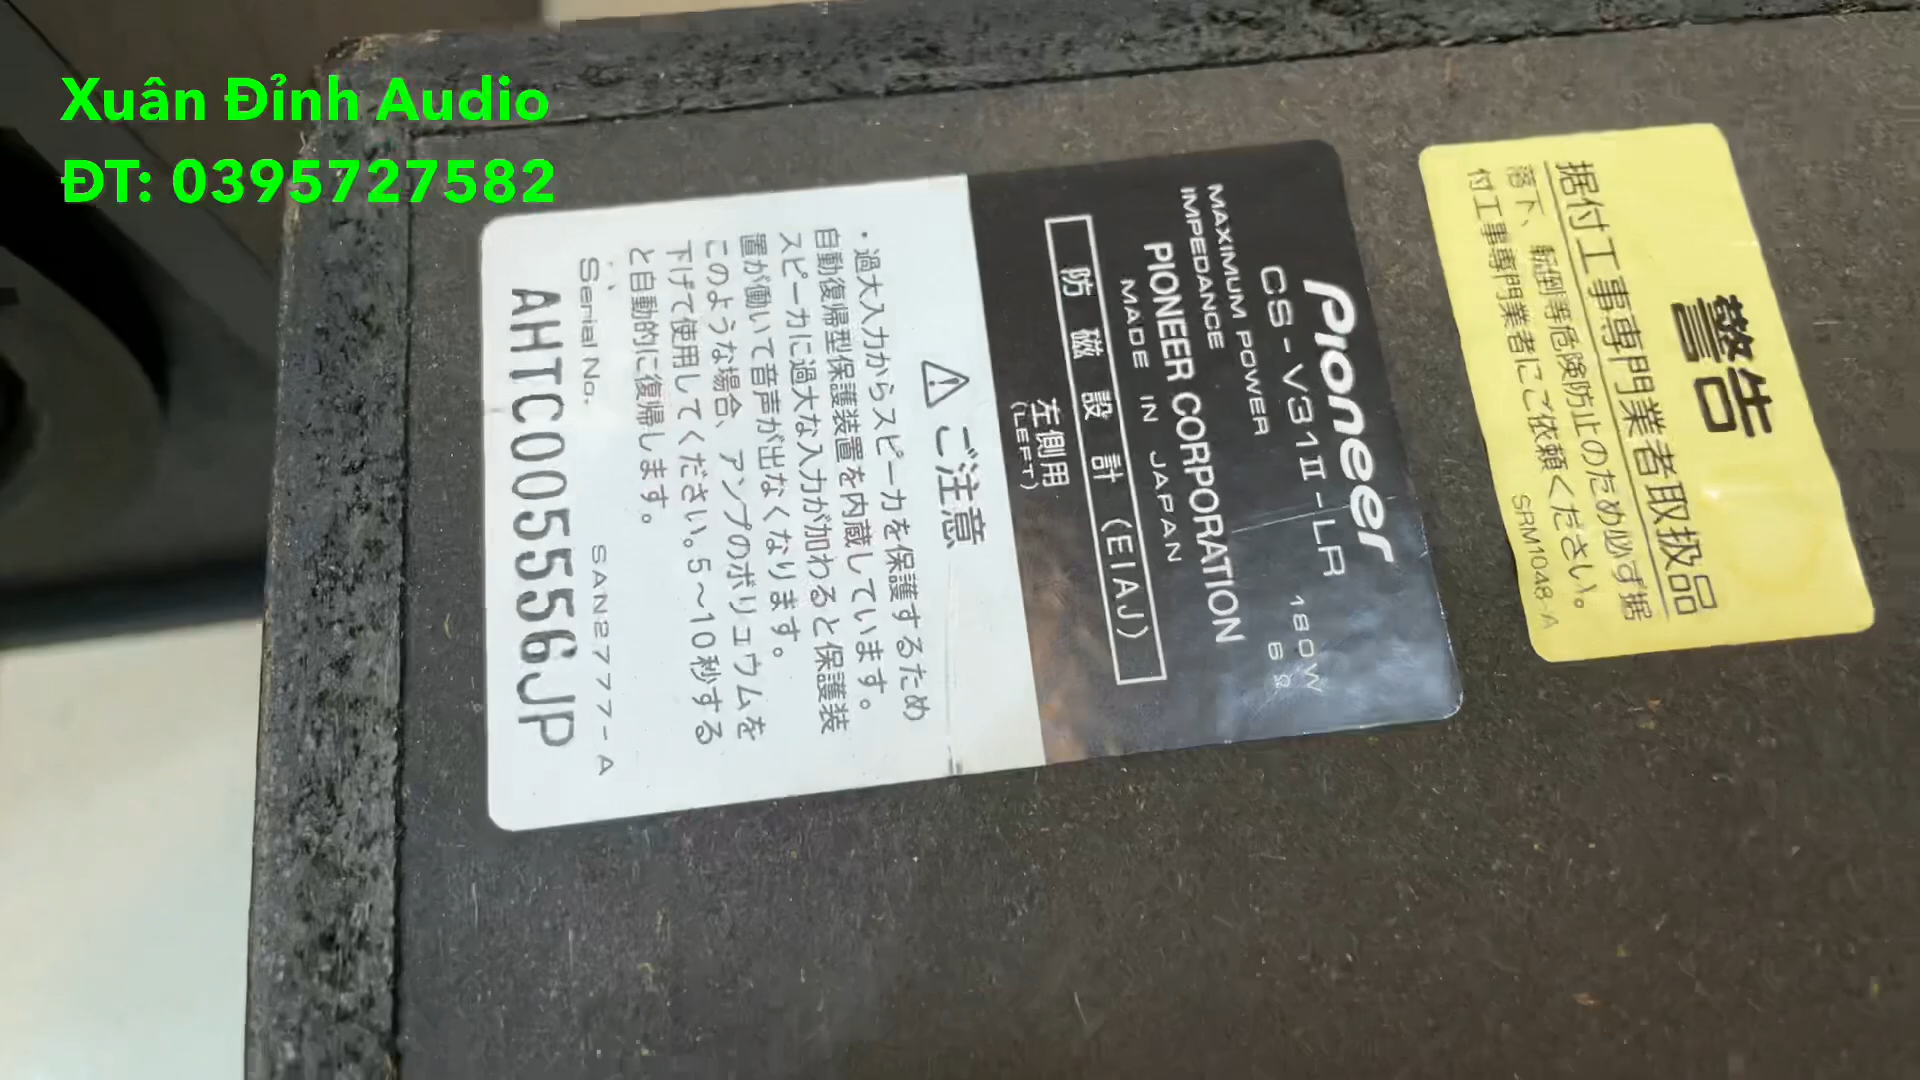 Xuân Đỉnh Audio
ĐT: 0395727582
警告
据付工事専門業者取扱品
落下、転倒等危険防止のため必ず据
付工事専門業者にご依頼ください。
SRM1048-A
Pioneer
CS-V31II-LR
MAXIMUM POWER 180W
IMPEDANCE 6Ω
PIONEER CORPORATION
MADE IN JAPAN
防磁設計(EIAJ)
左側用
(LEFT)
⚠ ご注意
・過大入力からスピーカを保護するため
自動復帰型保護装置を内蔵しています。
スピーカに過大な入力が加わると保護装
置が働いて音声が出なくなります。
このような場合、アンプのボリュウムを
下げて使用してください。5〜10秒する
と自動的に復帰します。
SAN2777-A
Serial No.
AHTC005556JP